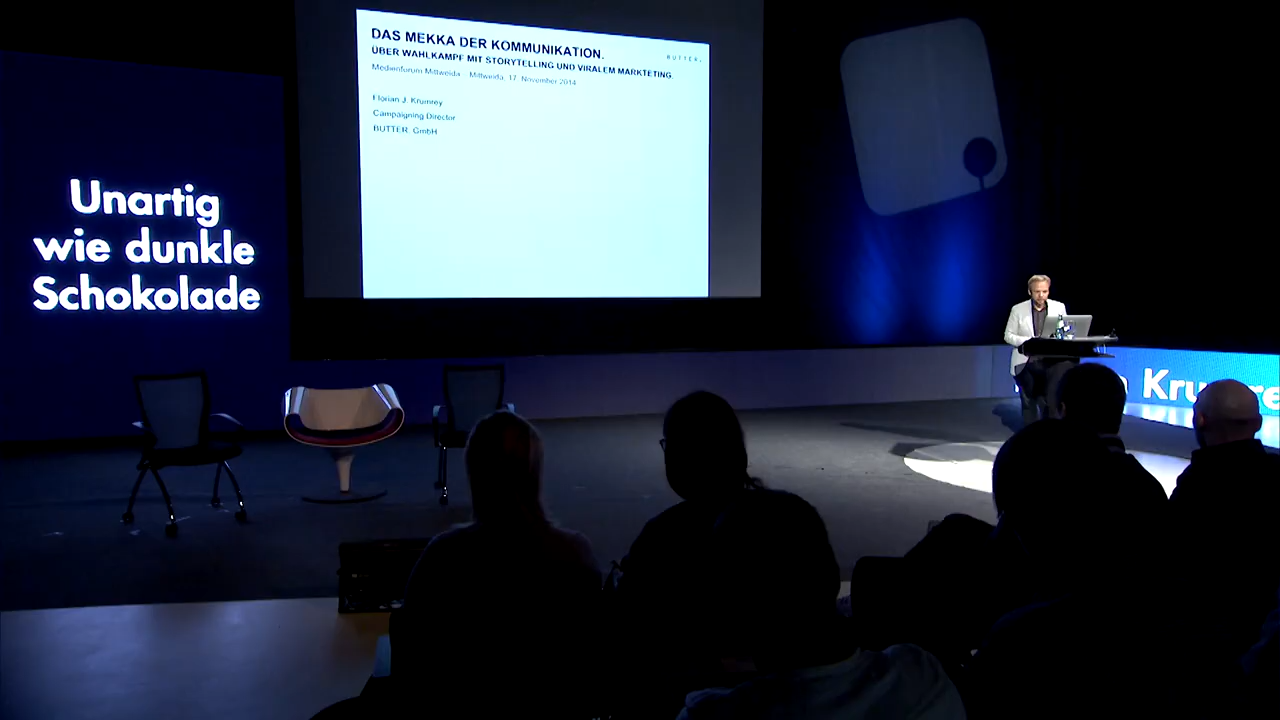 Unartig
wie dunkle
Schokolade
DAS MEKKA DER KOMMUNIKATION.
BUTTER.
ÜBER WAHLKAMPF MIT STORYTELLING UND VIRALEM MARKTETING.
Medienforum Mittweida - Mittweida, 17. November 2014
Florian J. Krumrey
Campaigning Director
BUTTER. GmbH